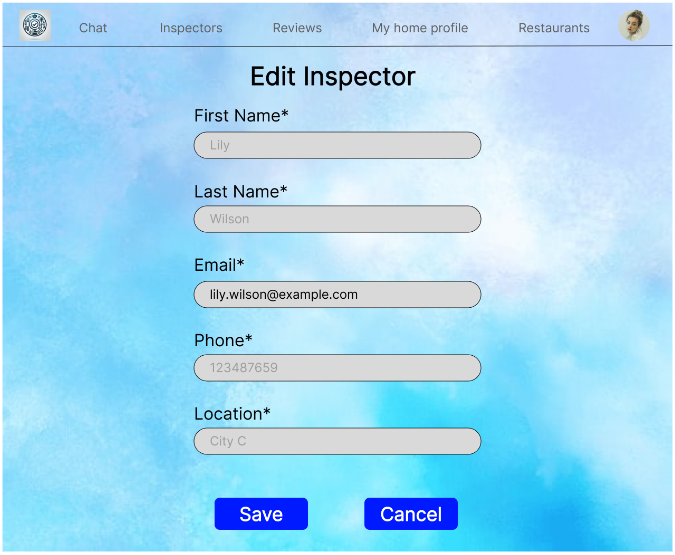 Chat Inspectors Reviews My home profile Restaurants
Edit Inspector
First Name*
Lily
Last Name*
Wilson
Email*
lily.wilson@example.com
Phone*
123487659
Location*
City C
Save Cancel